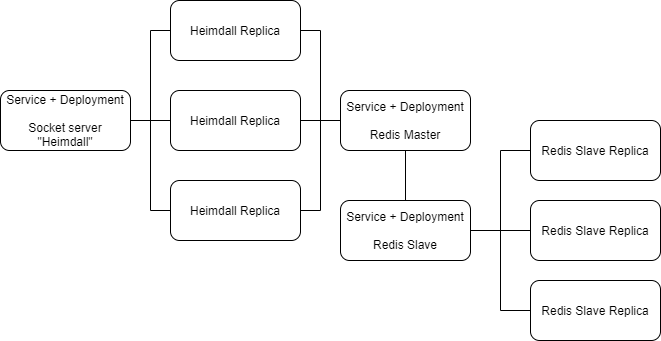 Heimdall Replica
Service + Deployment
Socket server
"Heimdall"
Heimdall Replica
Heimdall Replica
Service + Deployment
Redis Master
Service + Deployment
Redis Slave
Redis Slave Replica
Redis Slave Replica
Redis Slave Replica